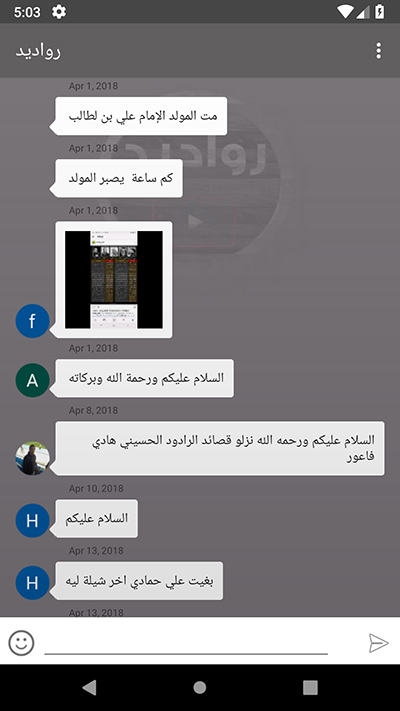 5:03
رواديد
رواديد
Apr 1, 2018
مت المولد الإمام علي بن لطالب
Apr 1, 2018
كم ساعة يصبر المولد
Apr 1, 2018
f
Apr 1, 2018
A
السلام عليكم ورحمة الله وبركاته
Apr 8, 2018
السلام عليكم ورحمه الله نزلو قصائد الرادود الحسيني هادي
فاعور
Apr 10, 2018
H
السلام عليكم
Apr 13, 2018
H
بغيت علي حمادي اخر شيلة ليه
Apr 13, 2018